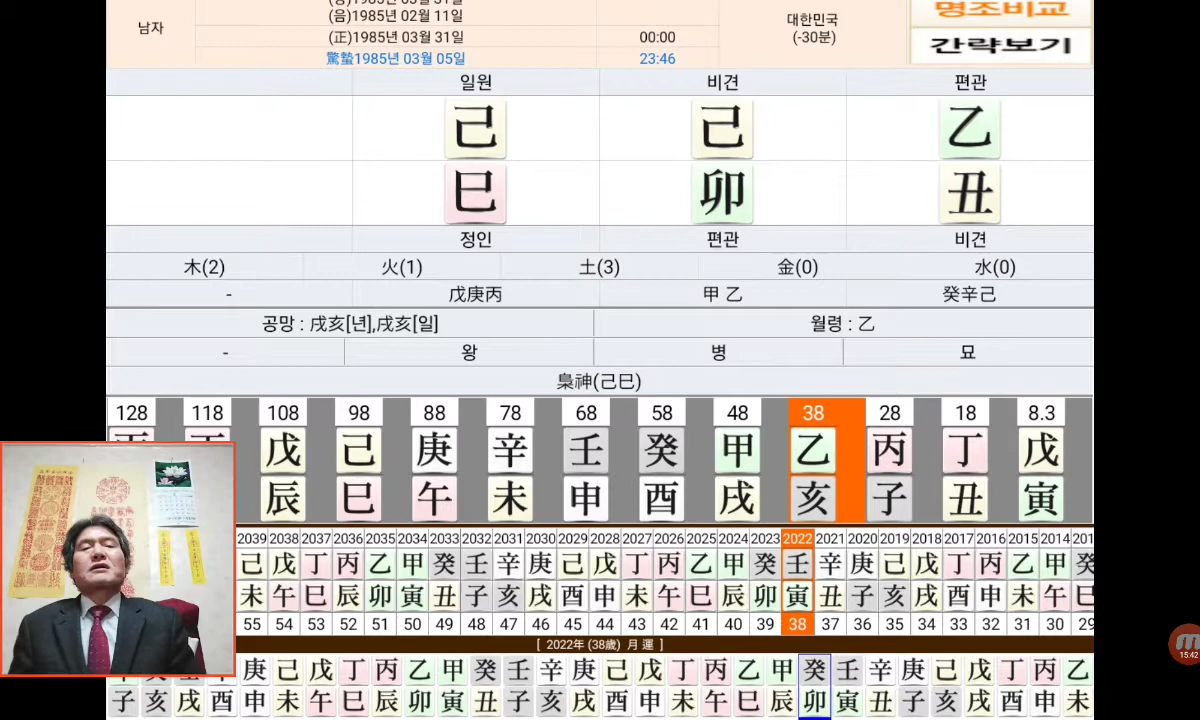 (음)1985년 02월 11일
남자
(正)1985년 03월 31일 00:00
驚蟄1985년 03월 05일 23:46
대한민국
(-30분)
명조비교
간략보기
일원 비견 편관
己 己 乙
巳 卯 丑
정인 편관 비견
木(2) 火(1) 土(3) 金(0) 水(0)
- 戊庚丙 甲 乙 癸辛己
공망 : 戌亥[년],戌亥[일] 월령 : 乙
- 왕 병 묘
梟神(己巳)
128 118 108 98 88 78 68 58 48 38 28 18 8.3
戊 己 庚 辛 壬 癸 甲 乙 丙 丁 戊
辰 巳 午 未 申 酉 戌 亥 子 丑 寅
2039 2038 2037 2036 2035 2034 2033 2032 2031 2030 2029 2028 2027 2026 2025 2024 2023 2022 2021 2020 2019 2018 2017 2016 2015 2014
己 戊 丁 丙 乙 甲 癸 壬 辛 庚 己 戊 丁 丙 乙 甲 癸 壬 辛 庚 己 戊 丁 丙 乙 甲 癸
未 午 巳 辰 卯 寅 丑 子 亥 戌 酉 申 未 午 巳 辰 卯 寅 丑 子 亥 戌 酉 申 未 午 巳
55 54 53 52 51 50 49 48 47 46 45 44 43 42 41 40 39 38 37 36 35 34 33 32 31 30 29
[ 2022年 (38歲) 月 運 ]
庚 己 戊 丁 丙 乙 甲 癸 壬 辛 庚 己 戊 丁 丙 乙 甲 癸 壬 辛 庚 己 戊 丁 丙 乙
子 亥 戌 酉 申 未 午 巳 辰 卯 寅 丑 子 亥 戌 酉 申 未 午 巳 辰 卯 寅 丑 子 亥 戌 酉 申 未
15:42